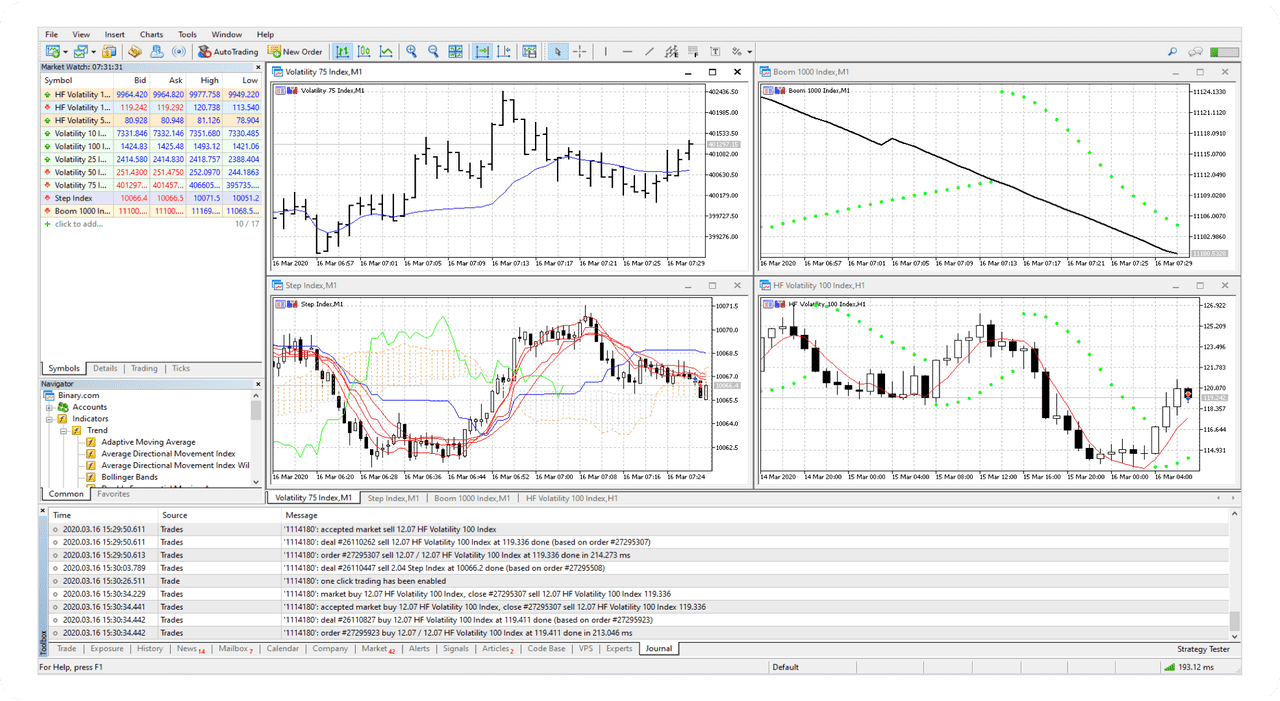 File View Insert Charts Tools Window Help
AutoTrading New Order
Market Watch: 07:31:31
Symbol Bid Ask High Low
HF Volatility 1... 9964.420 9964.820 9977.758 9949.220
HF Volatility 1... 119.242 119.292 120.738 113.540
HF Volatility 5... 80.928 80.948 81.126 78.904
Volatility 10 I... 7331.846 7332.146 7351.680 7330.485
Volatility 100 I... 1424.83 1425.48 1493.12 1421.06
Volatility 25 I... 2414.580 2414.830 2418.757 2388.404
Volatility 50 I... 251.4300 251.4750 252.0970 244.1863
Volatility 75 I... 401297... 401457... 406605... 395735....
Step Index 10066.4 10066.5 10071.5 10051.2
Boom 1000 In... 11100.... 11100.... 11169.... 11068.5...
click to add... 10 / 17
Symbols Details Trading Ticks
Navigator
Binary.com
Accounts
Indicators
Trend
Adaptive Moving Average
Average Directional Movement Index
Average Directional Movement Index Wil
Bollinger Bands
Common Favorites
Volatility 75 Index,M1
Volatility 75 Index,M1
402436.50
401985.00
401533.50
401297.15
401082.00
400630.50
400179.00
399727.50
399276.00
16 Mar 2020 16 Mar 06:57 16 Mar 07:01 16 Mar 07:05 16 Mar 07:09 16 Mar 07:13 16 Mar 07:17 16 Mar 07:21 16 Mar 07:25 16 Mar 07:29
Boom 1000 Index,M1
Boom 1000 Index,M1
11124.1330
11121.1120
11118.0910
11115.0700
11112.0490
11109.0280
11106.0070
11102.9860
16 Mar 2020 16 Mar 06:57 16 Mar 07:01 16 Mar 07:05 16 Mar 07:09 16 Mar 07:13 16 Mar 07:17 16 Mar 07:21 16 Mar 07:25 16 Mar 07:29
Step Index,M1
Step Index,M1
10071.5
10070.0
10068.5
10067.0
10066.4
10065.5
10064.0
10062.5
16 Mar 2020 16 Mar 06:20 16 Mar 06:28 16 Mar 06:36 16 Mar 06:44 16 Mar 06:52 16 Mar 07:00 16 Mar 07:08 16 Mar 07:16 16 Mar 07:24
HF Volatility 100 Index,H1
HF Volatility 100 Index,H1
126.922
125.209
123.496
121.783
120.070
119.242
118.357
116.644
114.931
14 Mar 2020 14 Mar 20:00 15 Mar 00:00 15 Mar 04:00 15 Mar 08:00 15 Mar 12:00 15 Mar 16:00 15 Mar 20:00 16 Mar 00:00 16 Mar 04:00
Volatility 75 Index,M1 Step Index,M1 Boom 1000 Index,M1 HF Volatility 100 Index,H1
Time Source Message
2020.03.16 15:29:50.611 Trades '1114180': accepted market sell 12.07 HF Volatility 100 Index
2020.03.16 15:29:50.611 Trades '1114180': deal #26110262 sell 12.07 HF Volatility 100 Index at 119.336 done (based on order #27295307)
2020.03.16 15:29:50.613 Trades '1114180': order #27295307 sell 12.07 / 12.07 HF Volatility 100 Index at 119.336 done in 214.273 ms
2020.03.16 15:30:03.789 Trades '1114180': deal #26110447 sell 2.04 Step Index at 10066.2 done (based on order #27295508)
2020.03.16 15:30:26.511 Trade '1114180': one click trading has been enabled
2020.03.16 15:30:34.229 Trades '1114180': market buy 12.07 HF Volatility 100 Index, close #27295307 sell 12.07 HF Volatility 100 Index 119.336
2020.03.16 15:30:34.441 Trades '1114180': accepted market buy 12.07 HF Volatility 100 Index, close #27295307 sell 12.07 HF Volatility 100 Index 119.336
2020.03.16 15:30:34.442 Trades '1114180': deal #26110827 buy 12.07 HF Volatility 100 Index at 119.411 done (based on order #27295923)
2020.03.16 15:30:34.442 Trades '1114180': order #27295923 buy 12.07 / 12.07 HF Volatility 100 Index at 119.411 done in 213.046 ms
Toolbox
Trade Exposure History News 14 Mailbox 7 Calendar Company Market 42 Alerts Signals Articles 2 Code Base VPS Experts Journal Strategy Tester
For Help, press F1 Default 193.12 ms